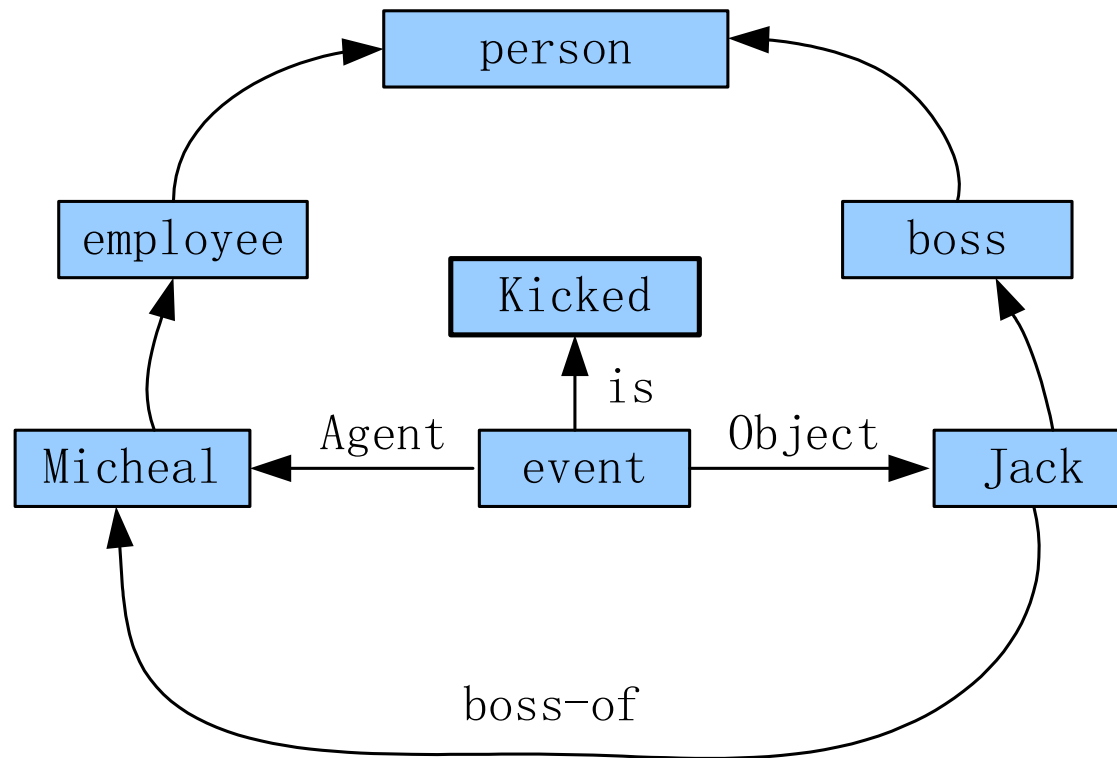 person
employee
boss
Kicked
is
Agent
Object
Micheal
event
Jack
boss-of